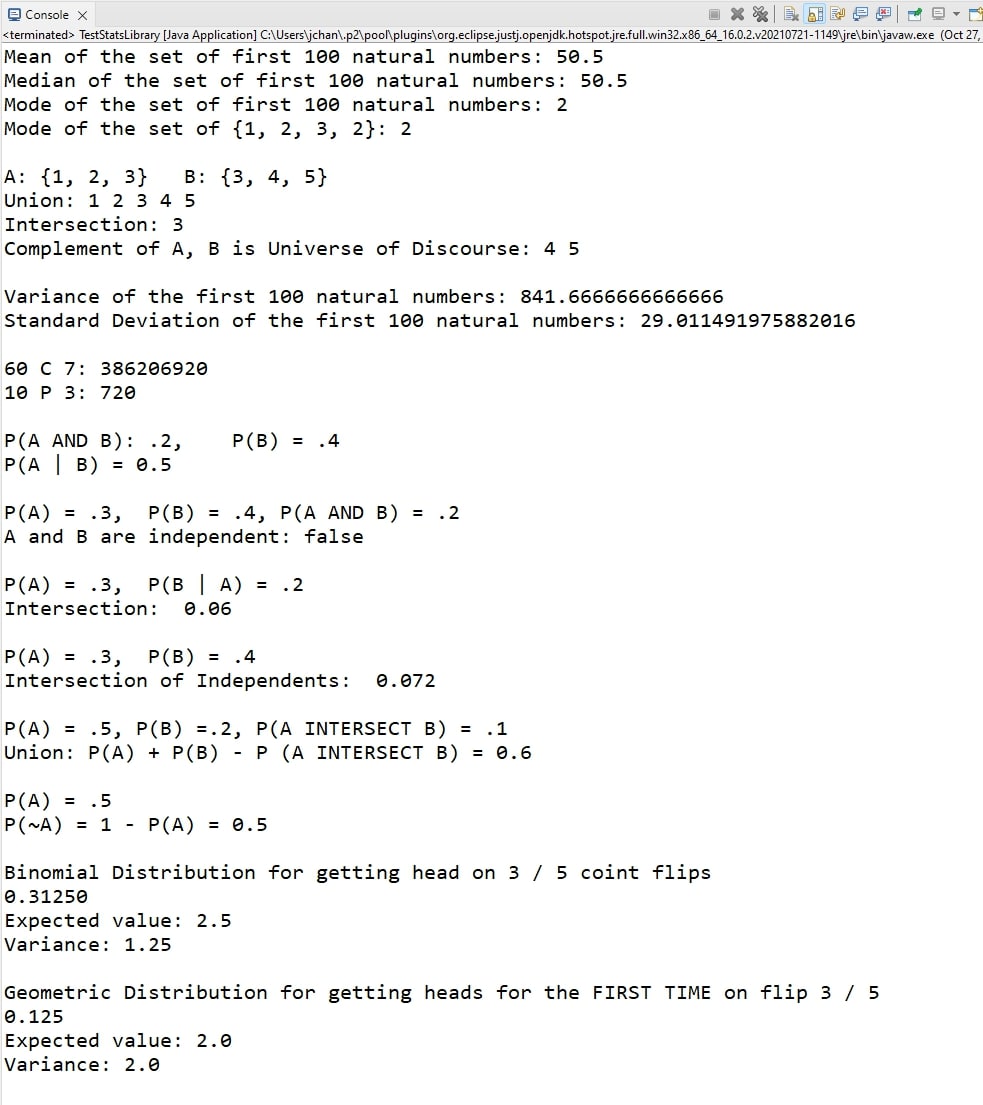 Console
<terminated> TestStatsLibrary [Java Application] C:\Users\jchan\.p2\pool\plugins\org.eclipse.justj.openjdk.hotspot.jre.full.win32.x86_64_16.0.2.v20210721-1149\jre\bin\javaw.exe (Oct 27,
Mean of the set of first 100 natural numbers: 50.5
Median of the set of first 100 natural numbers: 50.5
Mode of the set of first 100 natural numbers: 2
Mode of the set of {1, 2, 3, 2}: 2
A: {1, 2, 3}   B: {3, 4, 5}
Union: 1 2 3 4 5
Intersection: 3
Complement of A, B is Universe of Discourse: 4 5
Variance of the first 100 natural numbers: 841.6666666666666
Standard Deviation of the first 100 natural numbers: 29.011491975882016
60 C 7: 386206920
10 P 3: 720
P(A AND B): .2,    P(B) = .4
P(A | B) = 0.5
P(A) = .3,  P(B) = .4, P(A AND B) = .2
A and B are independent: false
P(A) = .3,  P(B | A) = .2
Intersection:  0.06
P(A) = .3,  P(B) = .4
Intersection of Independents:  0.072
P(A) = .5, P(B) =.2, P(A INTERSECT B) = .1
Union: P(A) + P(B) - P (A INTERSECT B) = 0.6
P(A) = .5
P(~A) = 1 - P(A) = 0.5
Binomial Distribution for getting head on 3 / 5 coint flips
0.31250
Expected value: 2.5
Variance: 1.25
Geometric Distribution for getting heads for the FIRST TIME on flip 3 / 5
0.125
Expected value: 2.0
Variance: 2.0